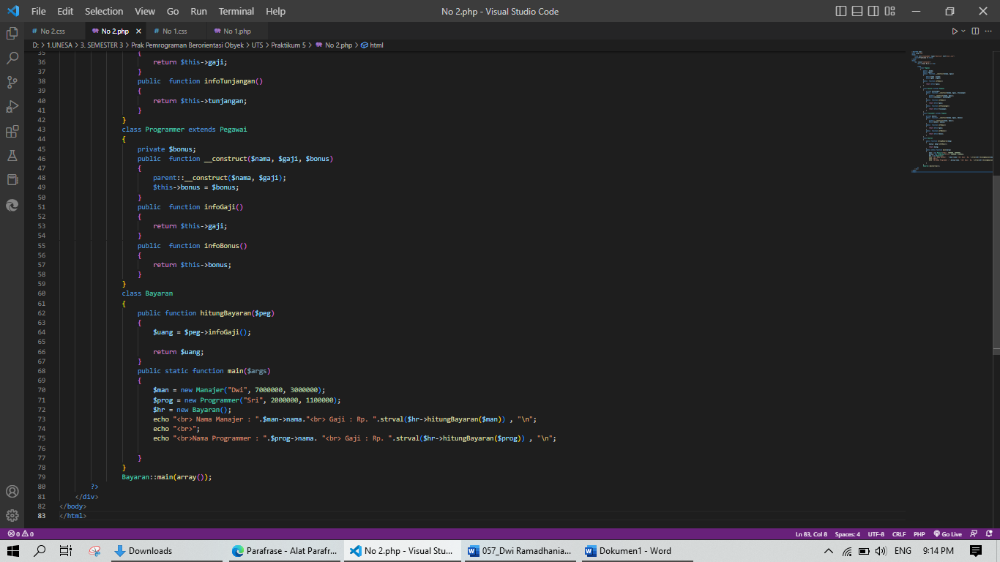 File Edit Selection View Go Run Terminal Help No 2.php - Visual Studio Code
# No 2.css No 2.php # No 1.css No 1.php
D: > 1.UNESA > 3. SEMESTER 3 > Prak Pemrograman Berorientasi Obyek > UTS > Praktikum 5 > No 2.php > html
35 {
36 return $this->gaji;
37 }
38 public  function infoTunjangan()
39 {
40 return $this->tunjangan;
41 }
42 }
43 class Programmer extends Pegawai
44 {
45 private $bonus;
46 public  function __construct($nama, $gaji, $bonus)
47 {
48 parent::__construct($nama, $gaji);
49 $this->bonus = $bonus;
50 }
51 public  function infoGaji()
52 {
53 return $this->gaji;
54 }
55 public  function infoBonus()
56 {
57 return $this->bonus;
58 }
59 }
60 class Bayaran
61 {
62 public function hitungBayaran($peg)
63 {
64 $uang = $peg->infoGaji();
65
66 return $uang;
67 }
68 public static function main($args)
69 {
70 $man = new Manajer("Dwi", 7000000, 3000000);
71 $prog = new Programmer("Sri", 2000000, 1100000);
72 $hr = new Bayaran();
73 echo "<br> Nama Manajer : ".$man->nama."<br> Gaji : Rp. ".strval($hr->hitungBayaran($man)) , "\n";
74 echo "<br>";
75 echo "<br>Nama Programmer : ".$prog->nama. "<br> Gaji : Rp. ".strval($hr->hitungBayaran($prog)) , "\n";
76
77 }
78 }
79 Bayaran::main(array());
80 ?>
81 </div>
82 </body>
83 </html>
0 0 Ln 83, Col 8 Spaces: 4 UTF-8 CRLF PHP Go Live
Downloads Parafrase - Alat Parafr... No 2.php - Visual Stu... 057_Dwi Ramadhania... Dokumen1 - Word ENG 9:14 PM